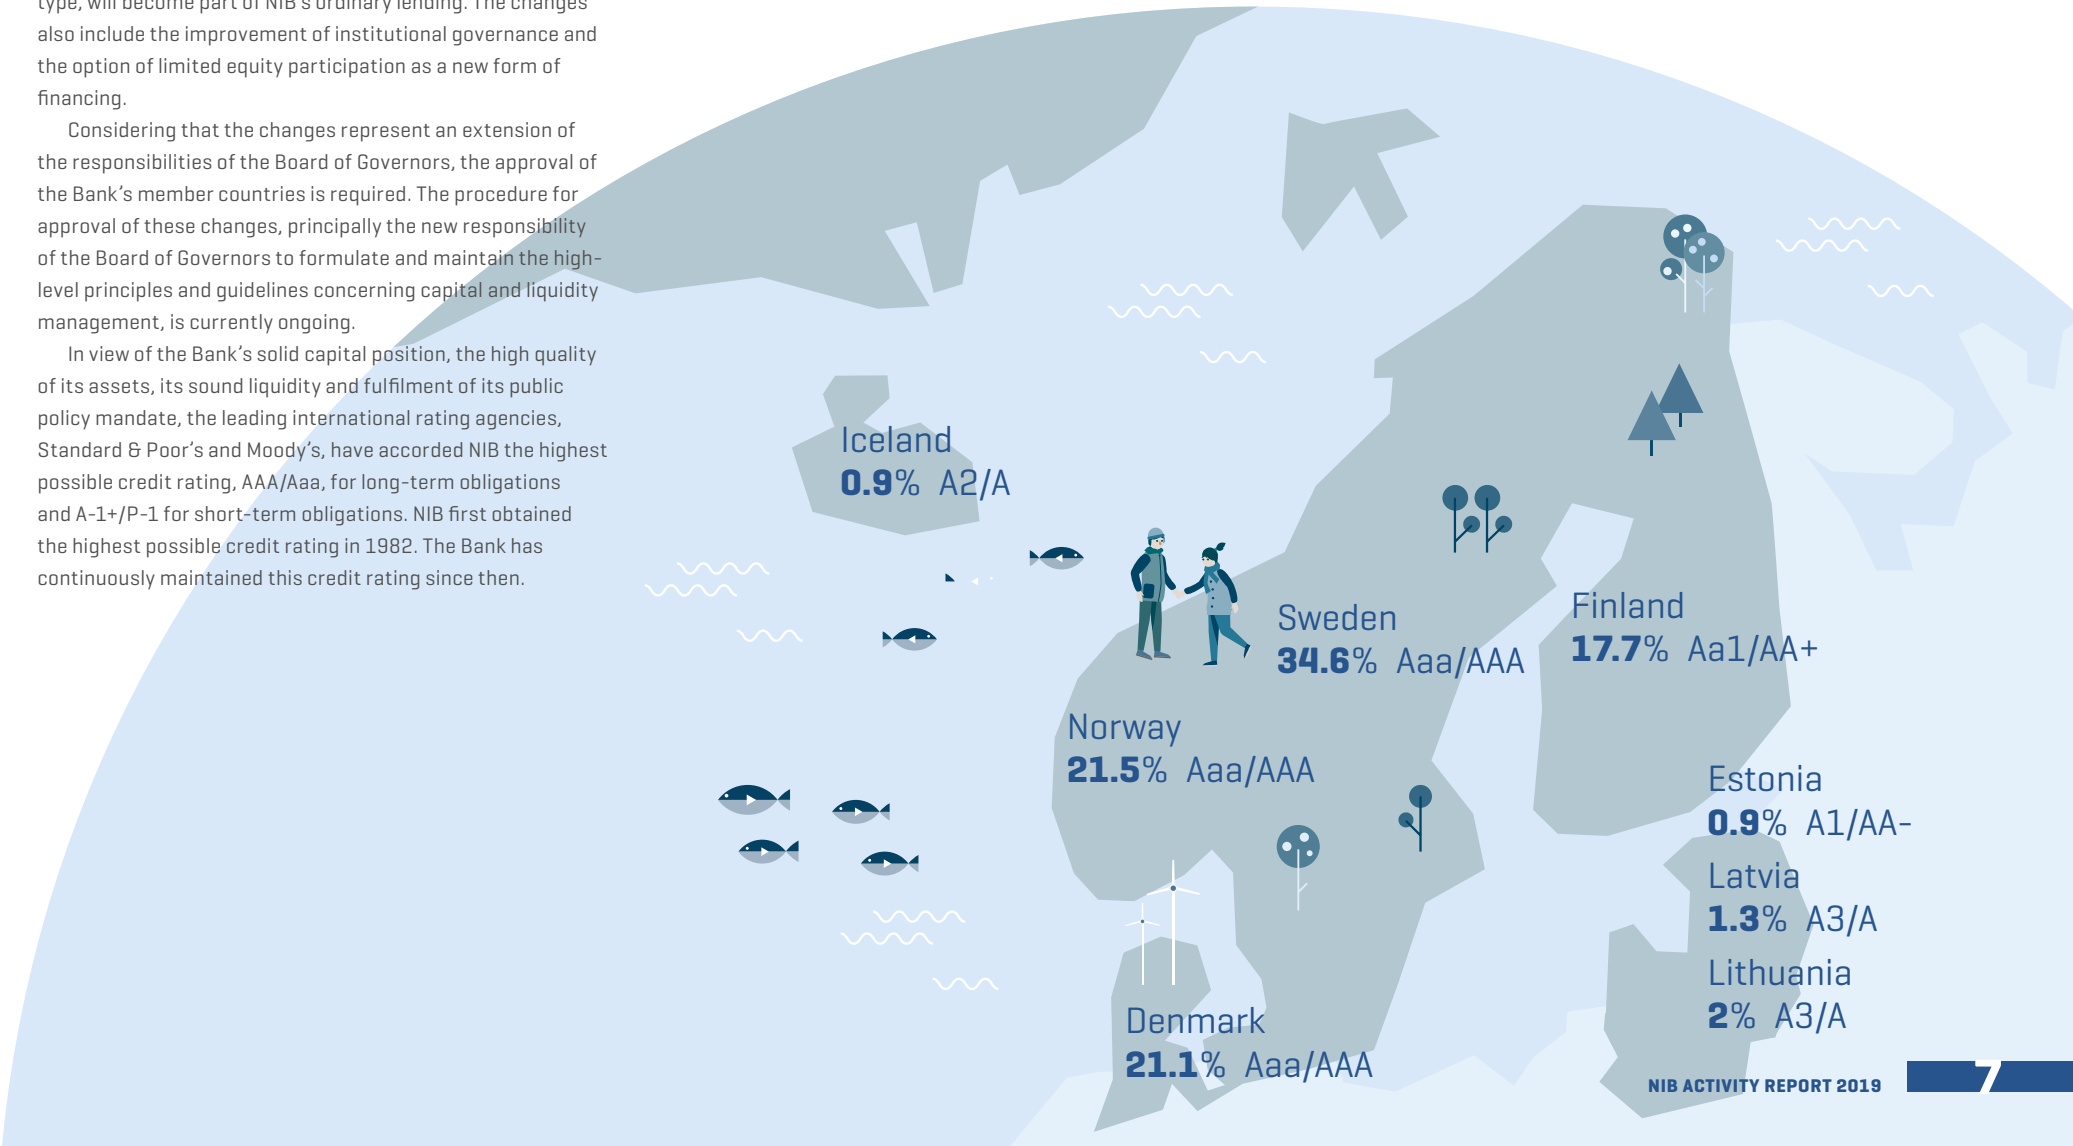 type, will become part of NIB's ordinary lending. The changes
also include the improvement of institutional governance and
the option of limited equity participation as a new form of
financing.
Considering that the changes represent an extension of
the responsibilities of the Board of Governors, the approval of
the Bank's member countries is required. The procedure for
approval of these changes, principally the new responsibility
of the Board of Governors to formulate and maintain the high-
level principles and guidelines concerning capital and liquidity
management, is currently ongoing.
In view of the Bank's solid capital position, the high quality
of its assets, its sound liquidity and fulfilment of its public
policy mandate, the leading international rating agencies,
Standard & Poor's and Moody's, have accorded NIB the highest
possible credit rating, AAA/Aaa, for long-term obligations
and A-1+/P-1 for short-term obligations. NIB first obtained
the highest possible credit rating in 1982. The Bank has
continuously maintained this credit rating since then.
Iceland
0.9% A2/A
Sweden
34.6% Aaa/AAA
Finland
17.7% Aa1/AA+
Norway
21.5% Aaa/AAA
Estonia
0.9% A1/AA-
Latvia
1.3% A3/A
Lithuania
2% A3/A
Denmark
21.1% Aaa/AAA
NIB ACTIVITY REPORT 2019
7